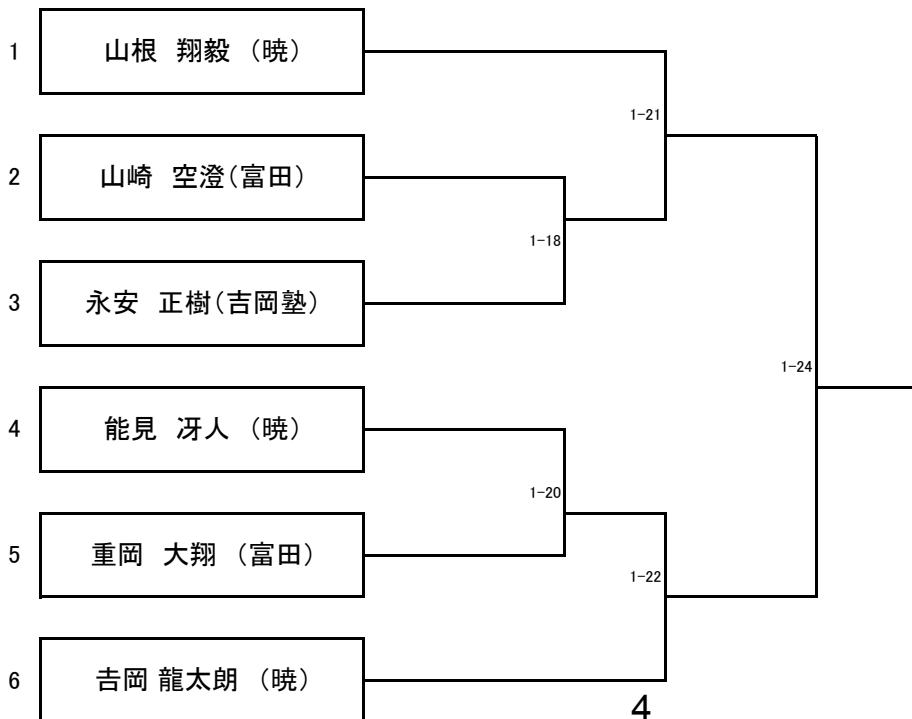 1 山根　翔毅　（暁）
1-21
2 山崎　空澄（富田）
1-18
3 永安　正樹（吉岡塾）
1-24
4 能見　冴人　（暁）
1-20
5 重岡　大翔　（富田）
1-22
6 𠮷岡 龍太朗　（暁）
4